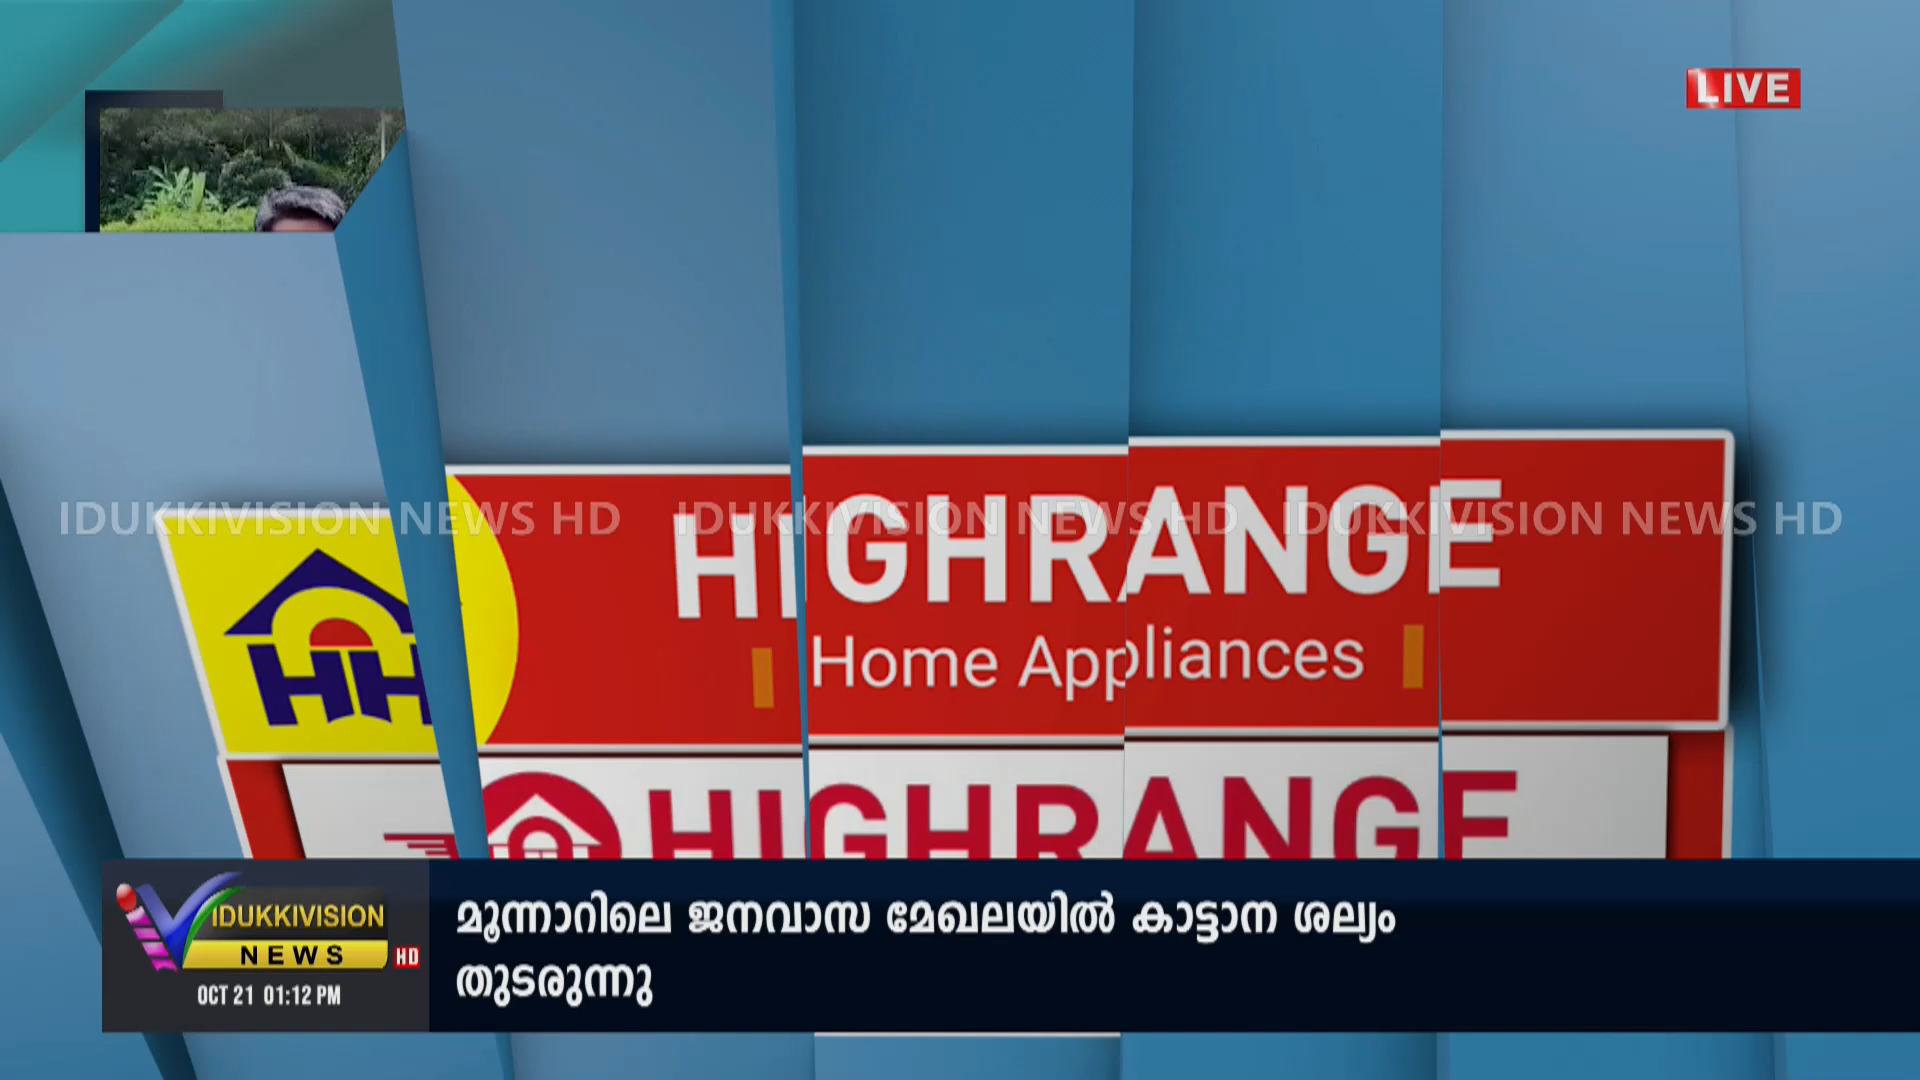 LIVE
IDUKKIVISION NEWS HD IDUKKIVISION NEWS HD IDUKKIVISION NEWS HD
HIGHRANGE
Home Appliances
HH
HIGHRANGE
IDUKKIVISION
NEWS
HD
OCT 21 01:12 PM
മൂന്നാറിലെ ജനവാസ മേഖലയിൽ കാട്ടാന ശല്യം
തുടരുന്നു